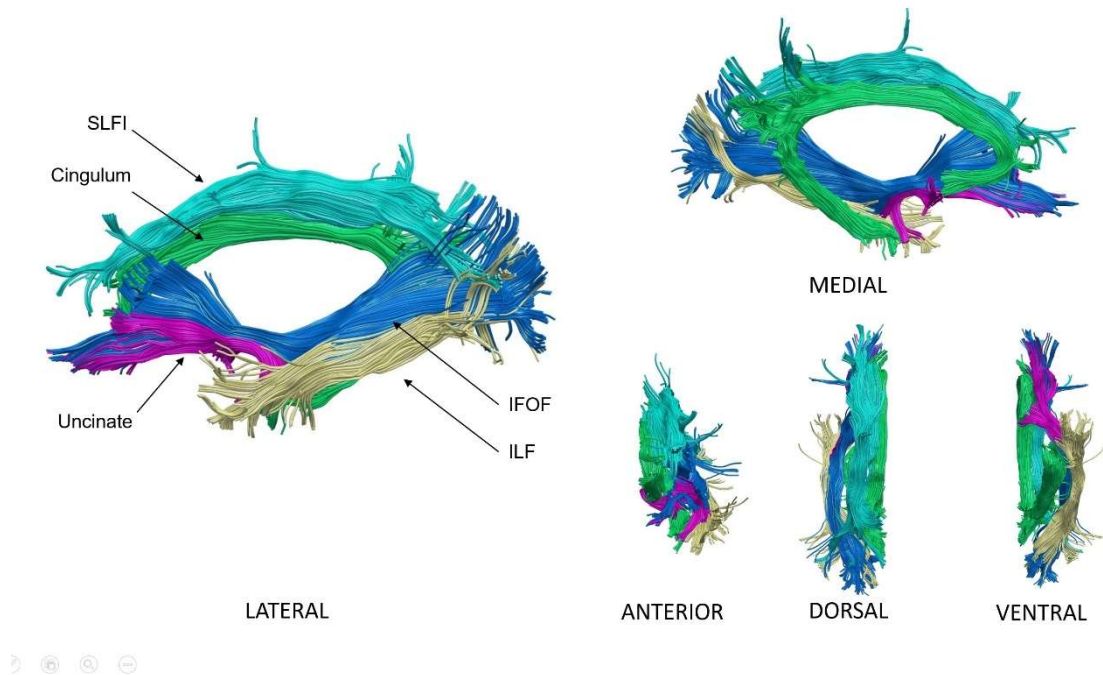 SLFI
Cingulum
Uncinate
IFOF
ILF
LATERAL
MEDIAL
ANTERIOR
DORSAL
VENTRAL